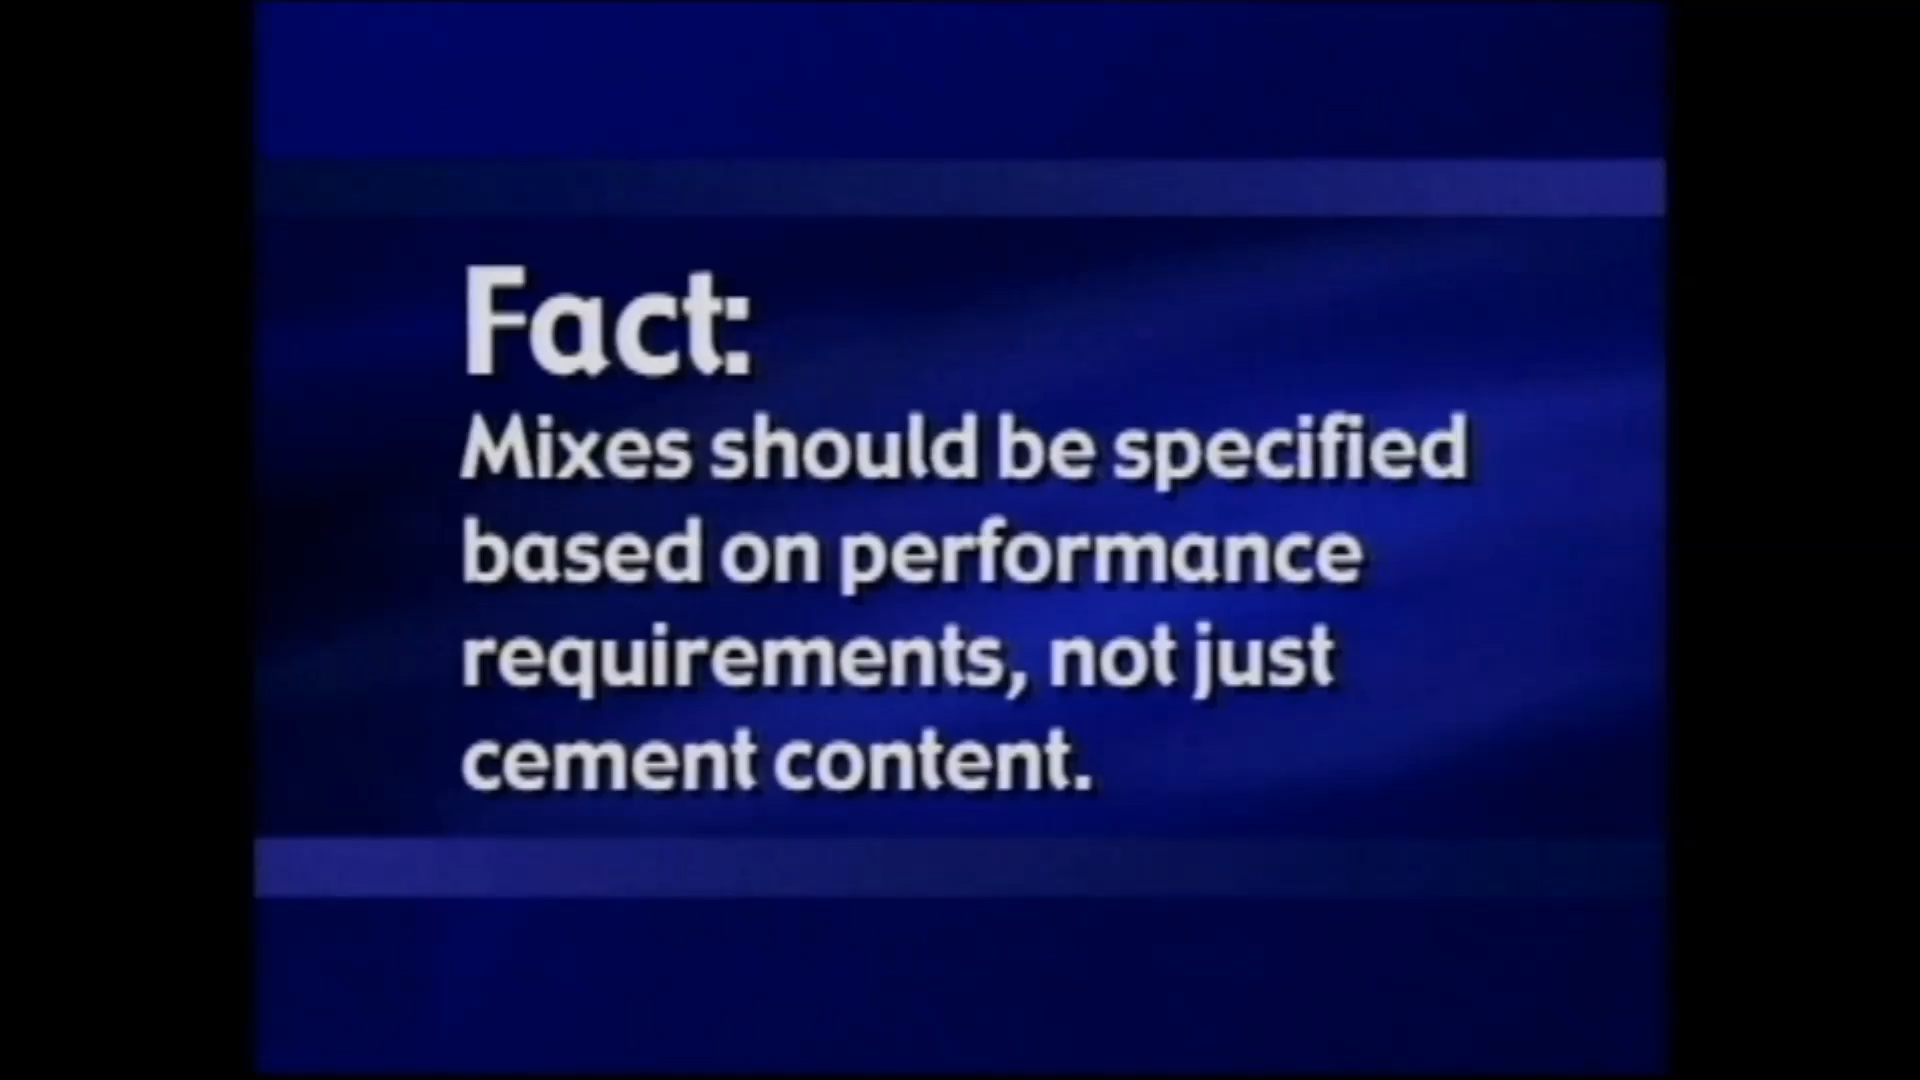 Fact:
Mixes should be specified
based on performance
requirements, not just
cement content.